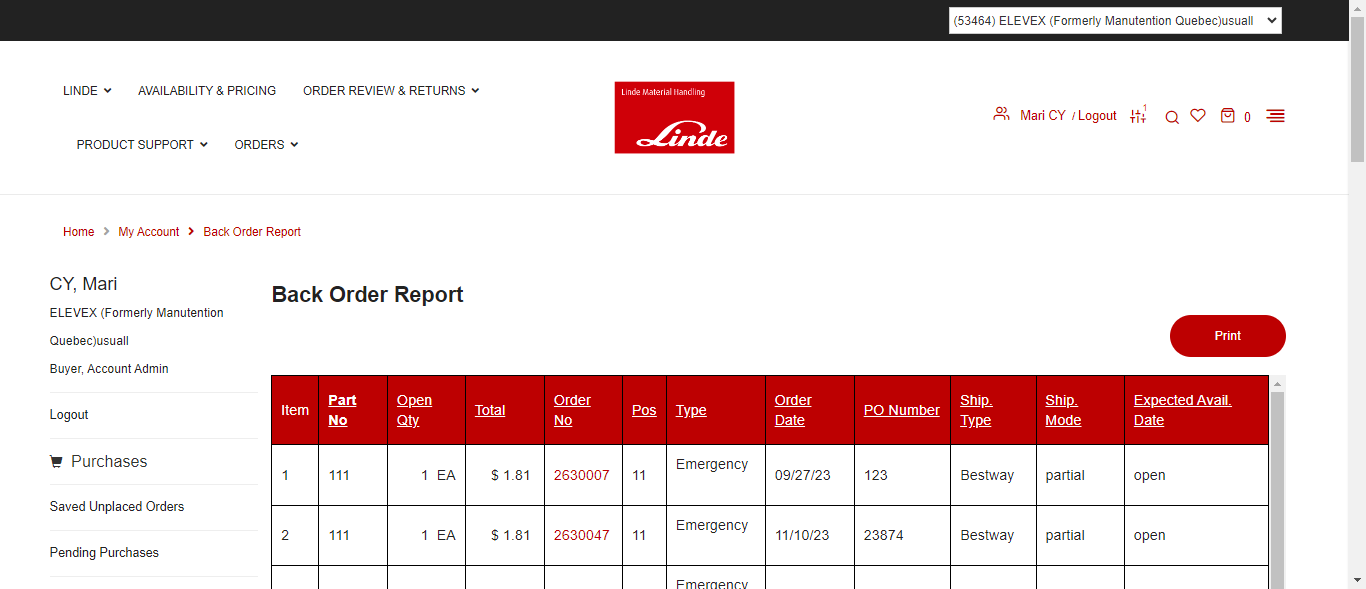 (53464) ELEVEX (Formerly Manutention Quebec)usuall
LINDE
AVAILABILITY & PRICING
ORDER REVIEW & RETURNS
PRODUCT SUPPORT
ORDERS
Linde Material Handling
Linde
Mari CY / Logout
1
0
Home
My Account
Back Order Report
CY, Mari
ELEVEX (Formerly Manutention
Quebec)usuall
Buyer, Account Admin
Logout
Purchases
Saved Unplaced Orders
Pending Purchases
Back Order Report
Print
Item Part No Open Qty Total Order No Pos Type Order Date PO Number Ship. Type Ship. Mode Expected Avail. Date
1 111 1 EA $ 1.81 2630007 11 Emergency 09/27/23 123 Bestway partial open
2 111 1 EA $ 1.81 2630047 11 Emergency 11/10/23 23874 Bestway partial open
Emergency